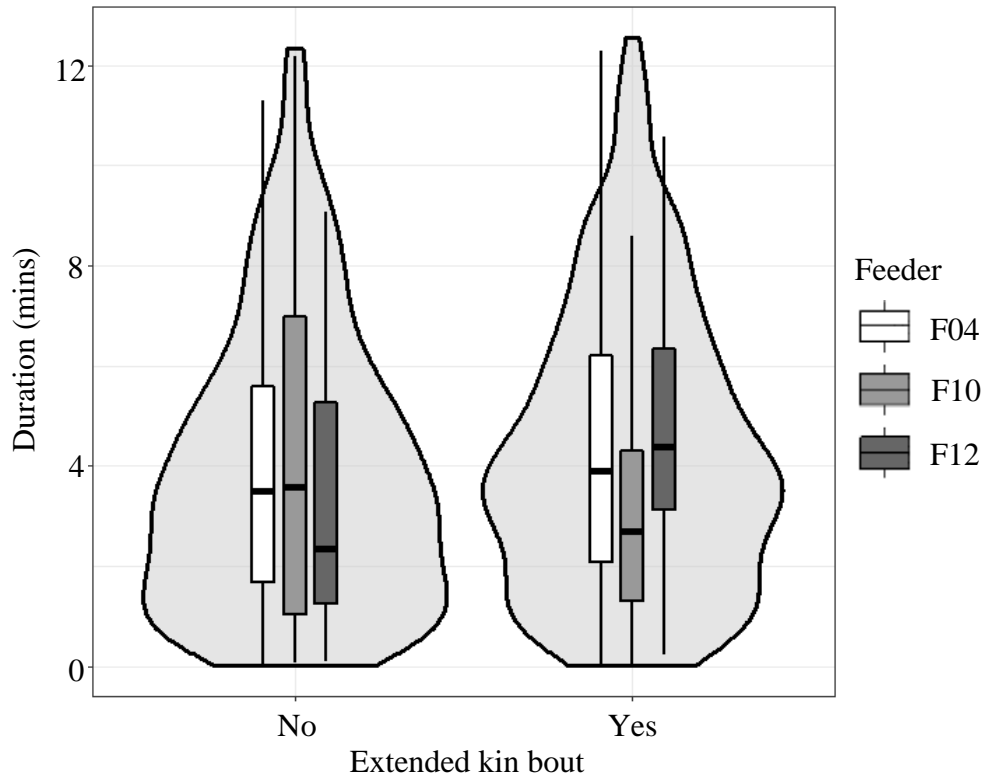 12
8
4
0
Duration (mins)
No
Yes
Extended kin bout
Feeder
F04
F10
F12